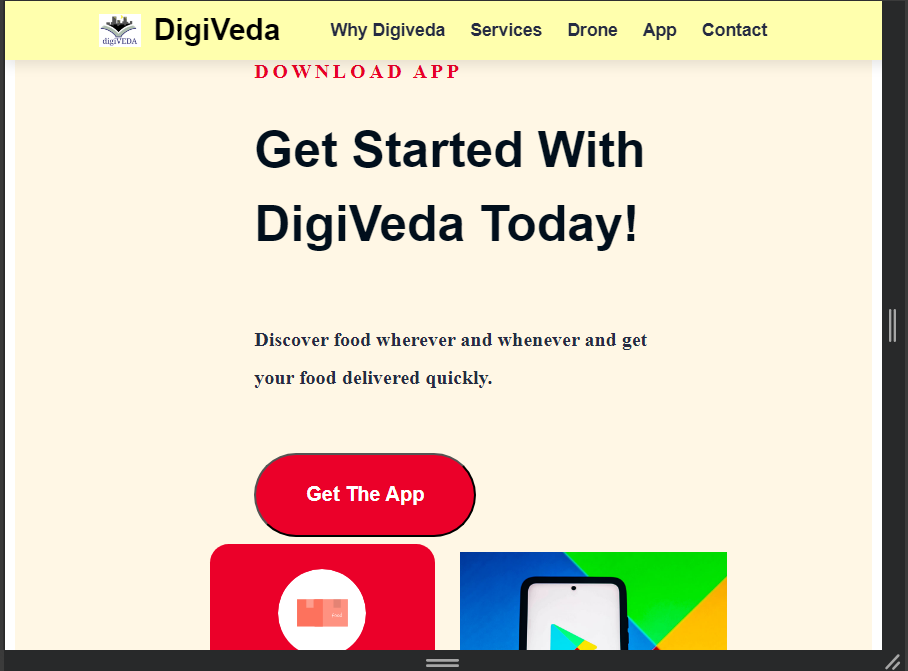 digiVEDA
DigiVeda
Why Digiveda
Services
Drone
App
Contact
DOWNLOAD APP
Get Started With
DigiVeda Today!
Discover food wherever and whenever and get
your food delivered quickly.
Get The App